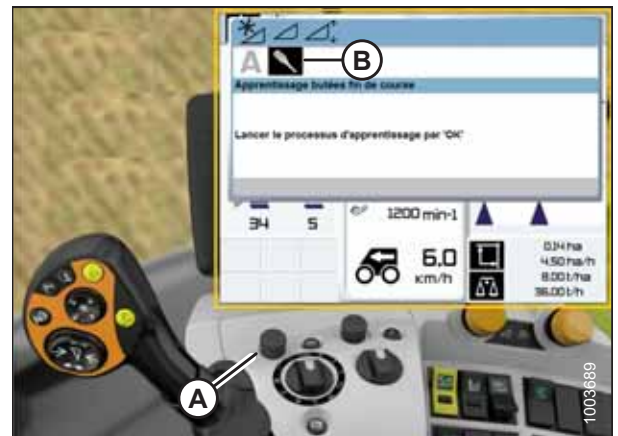 A
B
Apprentissage butées fin de course
Lancer le processus d'apprentissage par 'OK'
34
5
1200 min-1
6.0
km/h
0.14 ha
4.50 ha/h
8.00 t/ha
36.00 t/h
A
1003689